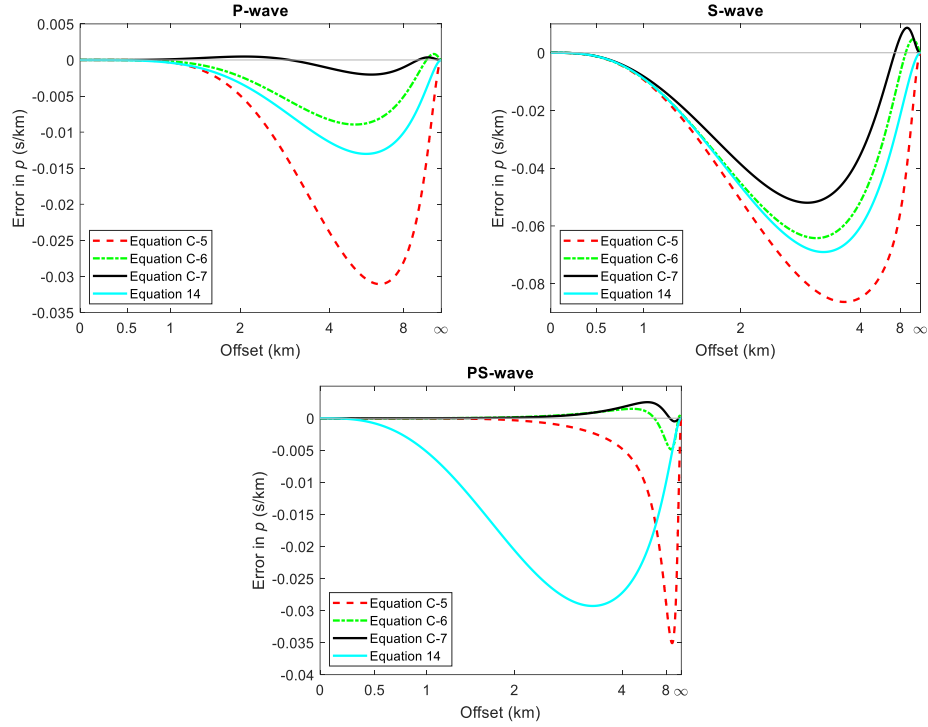 P-wave
0.005
0
-0.005
-0.01
-0.015
-0.02
-0.025
-0.03
-0.035
Error in p (s/km)
Equation C-5
Equation C-6
Equation C-7
Equation 14
0 0.5 1 2 4 8 ∞
Offset (km)
S-wave
0
-0.02
-0.04
-0.06
-0.08
Error in p (s/km)
Equation C-5
Equation C-6
Equation C-7
Equation 14
0 0.5 1 2 4 8 ∞
Offset (km)
PS-wave
0
-0.005
-0.01
-0.015
-0.02
-0.025
-0.03
-0.035
-0.04
Error in p (s/km)
Equation C-5
Equation C-6
Equation C-7
Equation 14
0 0.5 1 2 4 8 ∞
Offset (km)